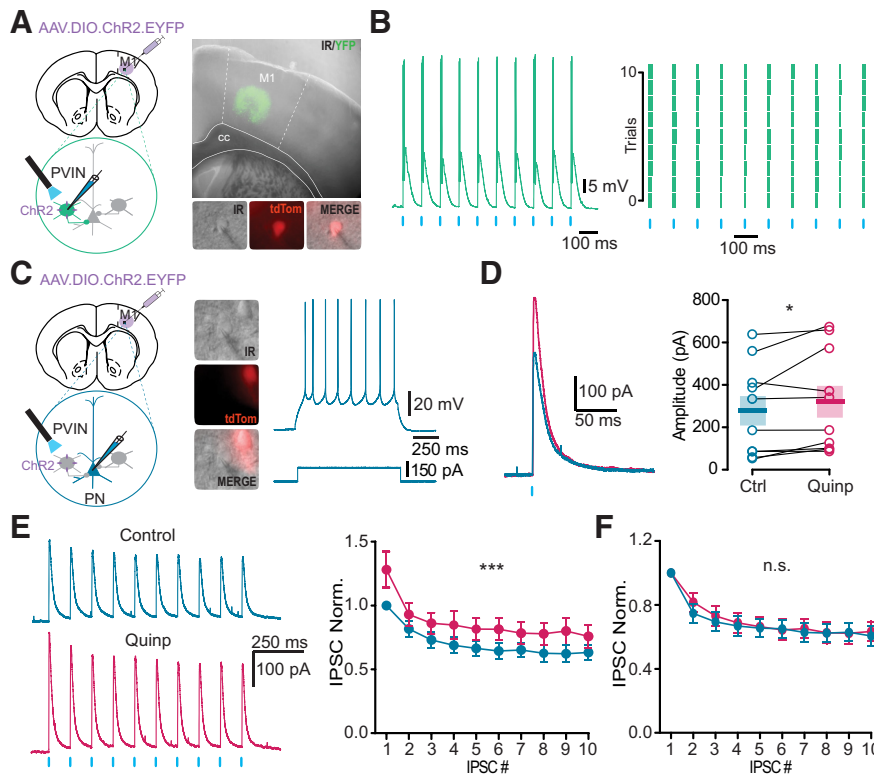 A
AAV.DIO.ChR2.EYFP
M1
PVIN
ChR2
IR/YFP
M1
cc
IR
tdTom
MERGE
B
5 mV
100 ms
10
Trials
0
100 ms
C
AAV.DIO.ChR2.EYFP
M1
PVIN
ChR2
PN
IR
tdTom
MERGE
20 mV
250 ms
150 pA
D
100 pA
50 ms
Amplitude (pA)
800
600
400
200
0
*
Ctrl
Quinp
E
Control
Quinp
250 ms
100 pA
IPSC Norm.
1.5
1.0
0.5
0.0
***
1 2 3 4 5 6 7 8 9 10
IPSC #
F
IPSC Norm.
1.2
0.8
0.4
0.0
n.s.
1 2 3 4 5 6 7 8 9 10
IPSC #